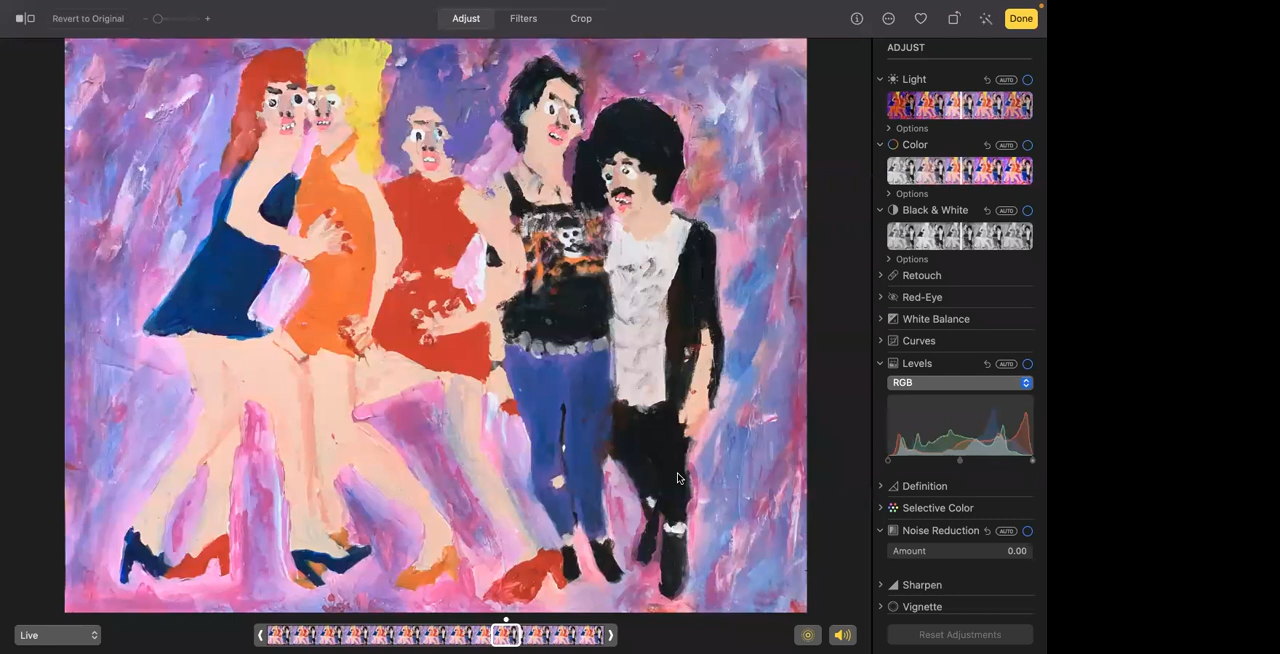 Revert to Original
Adjust
Filters
Crop
Done
ADJUST
Light
AUTO
Options
Color
AUTO
Options
Black & White
AUTO
Options
Retouch
Red-Eye
White Balance
Curves
Levels
AUTO
RGB
Definition
Selective Color
Noise Reduction
AUTO
Amount 0.00
Sharpen
Vignette
Live
Reset Adjustments